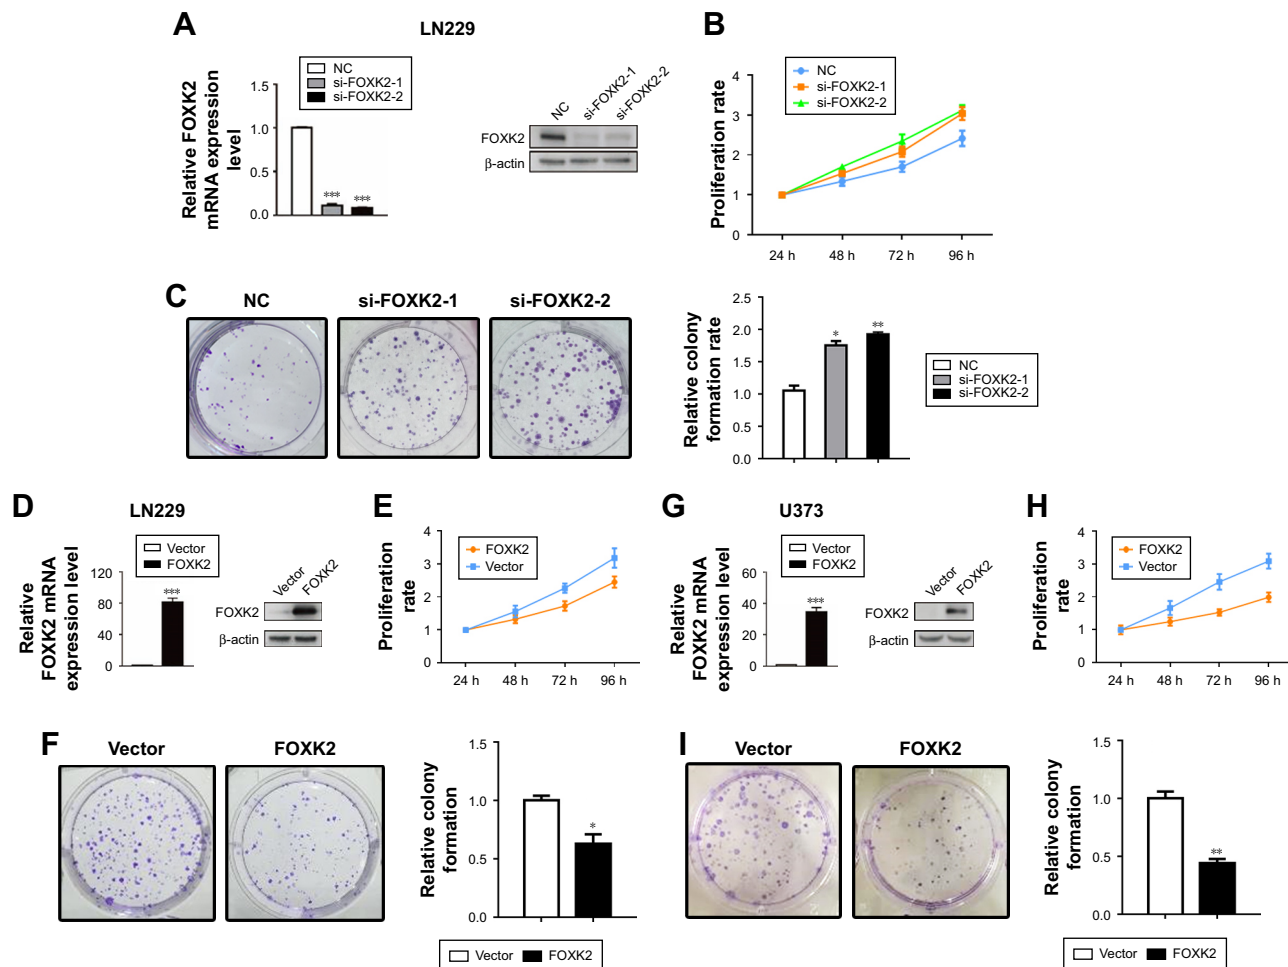 A
LN229
B
Relative FOXK2
mRNA expression
level
1.5
1.0
0.5
0.0
NC
si-FOXK2-1
si-FOXK2-2
***
***
NC
si-FOXK2-1
si-FOXK2-2
FOXK2
β-actin
Proliferation rate
4
3
2
1
0
NC
si-FOXK2-1
si-FOXK2-2
24 h
48 h
72 h
96 h
C
NC
si-FOXK2-1
si-FOXK2-2
Relative colony
formation rate
2.5
2.0
1.5
1.0
0.5
0.0
*
**
NC
si-FOXK2-1
si-FOXK2-2
D
LN229
Relative
FOXK2 mRNA
expression level
120
80
40
0
Vector
FOXK2
***
Vector
FOXK2
FOXK2
β-actin
E
Proliferation
rate
4
3
2
1
0
FOXK2
Vector
24 h
48 h
72 h
96 h
G
U373
Relative
FOXK2 mRNA
expression level
60
40
20
0
Vector
FOXK2
***
Vector
FOXK2
FOXK2
β-actin
H
Proliferation
rate
4
3
2
1
0
FOXK2
Vector
24 h
48 h
72 h
96 h
F
Vector
FOXK2
Relative colony
formation
1.5
1.0
0.5
0.0
*
Vector
FOXK2
I
Vector
FOXK2
Relative colony
formation
1.5
1.0
0.5
0.0
**
Vector
FOXK2